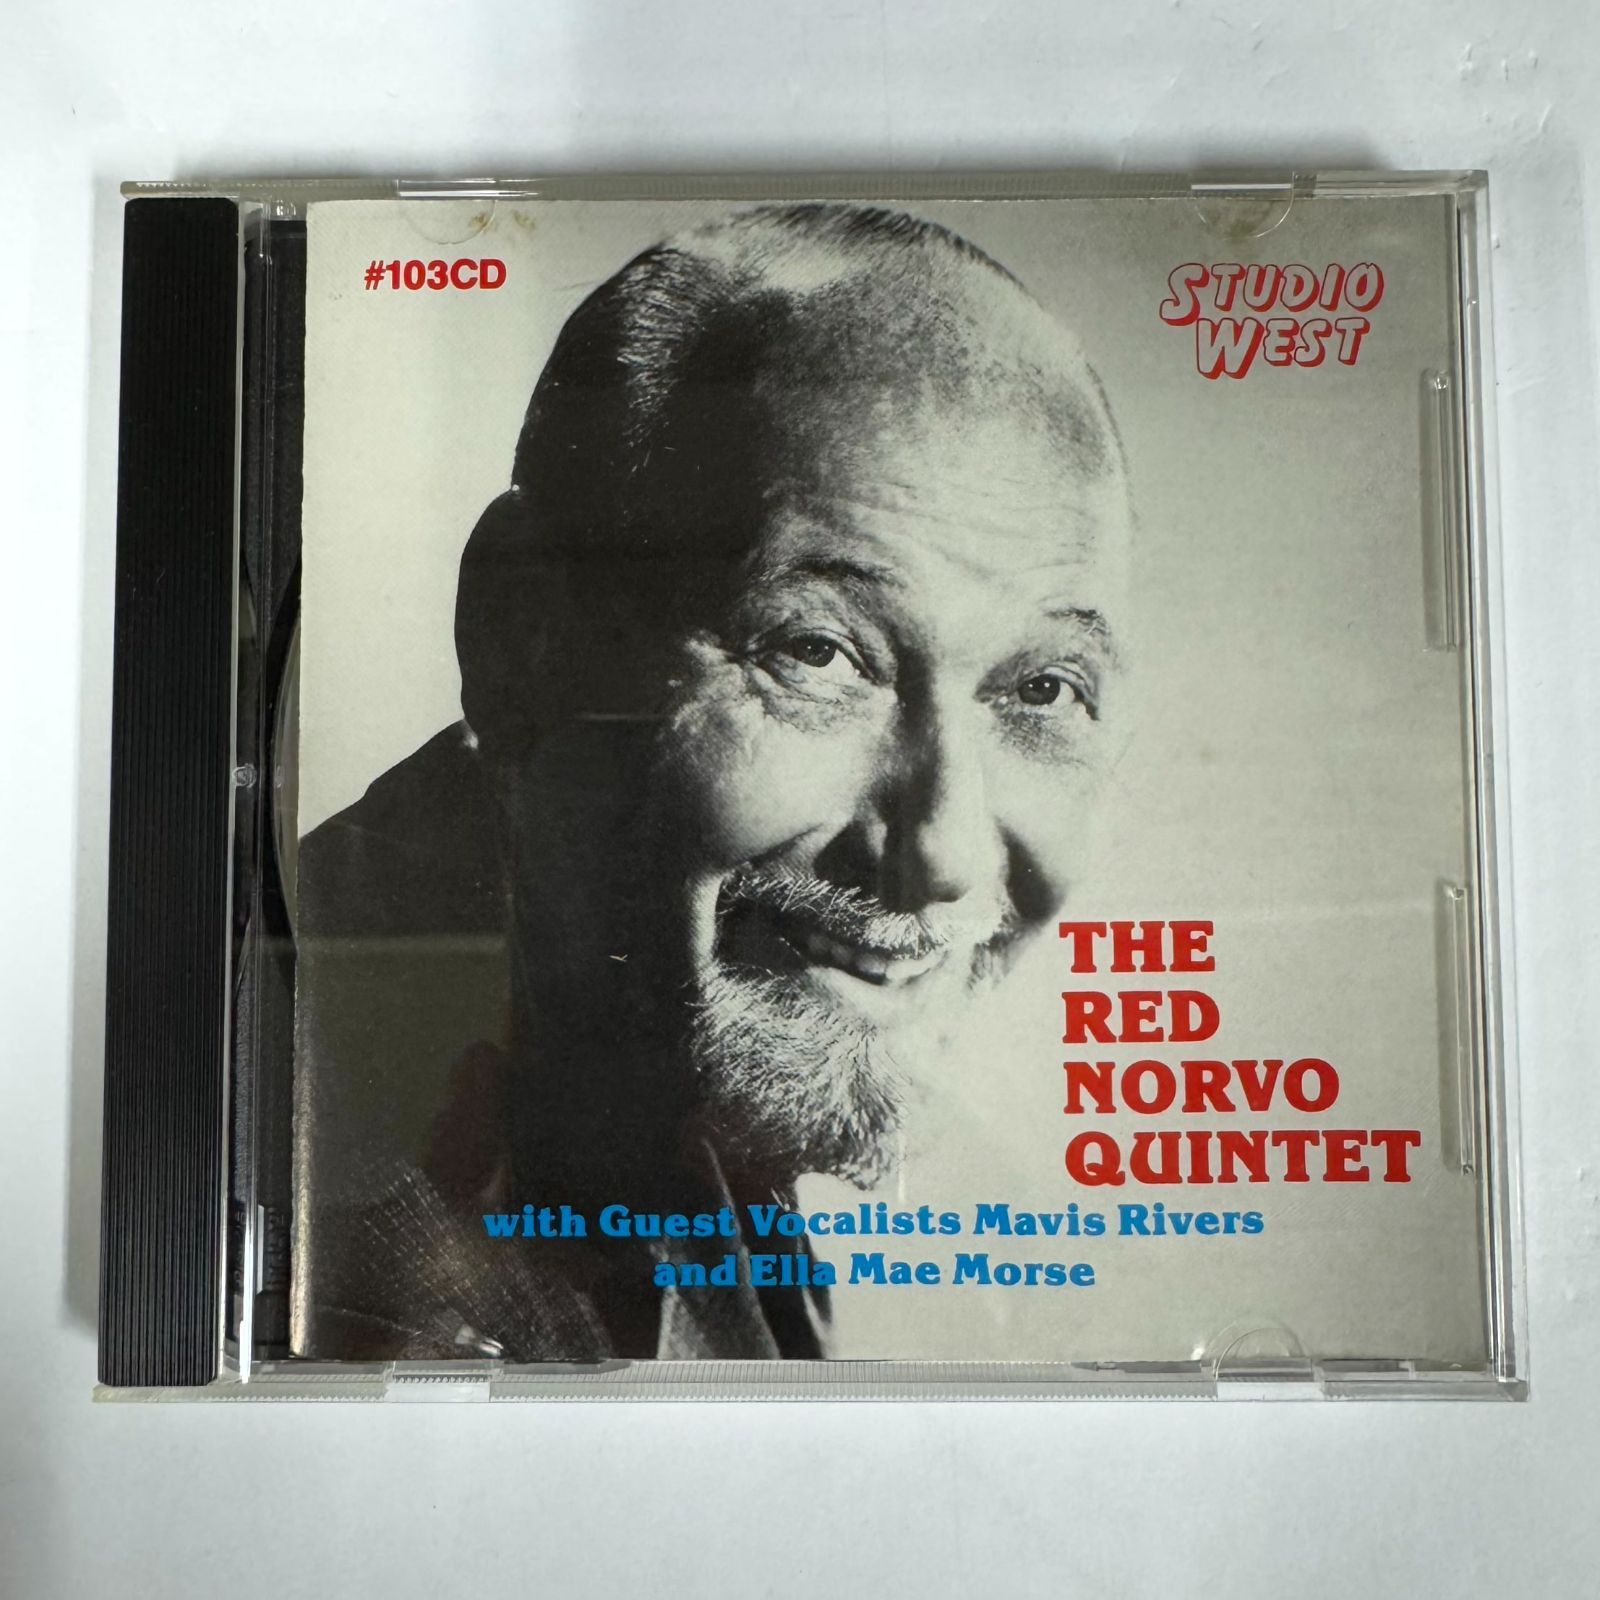 #103CD
STUDIO
WEST
THE
RED
NORVO
QUINTET
with Guest Vocalists Mavis Rivers
and Ella Mae Morse